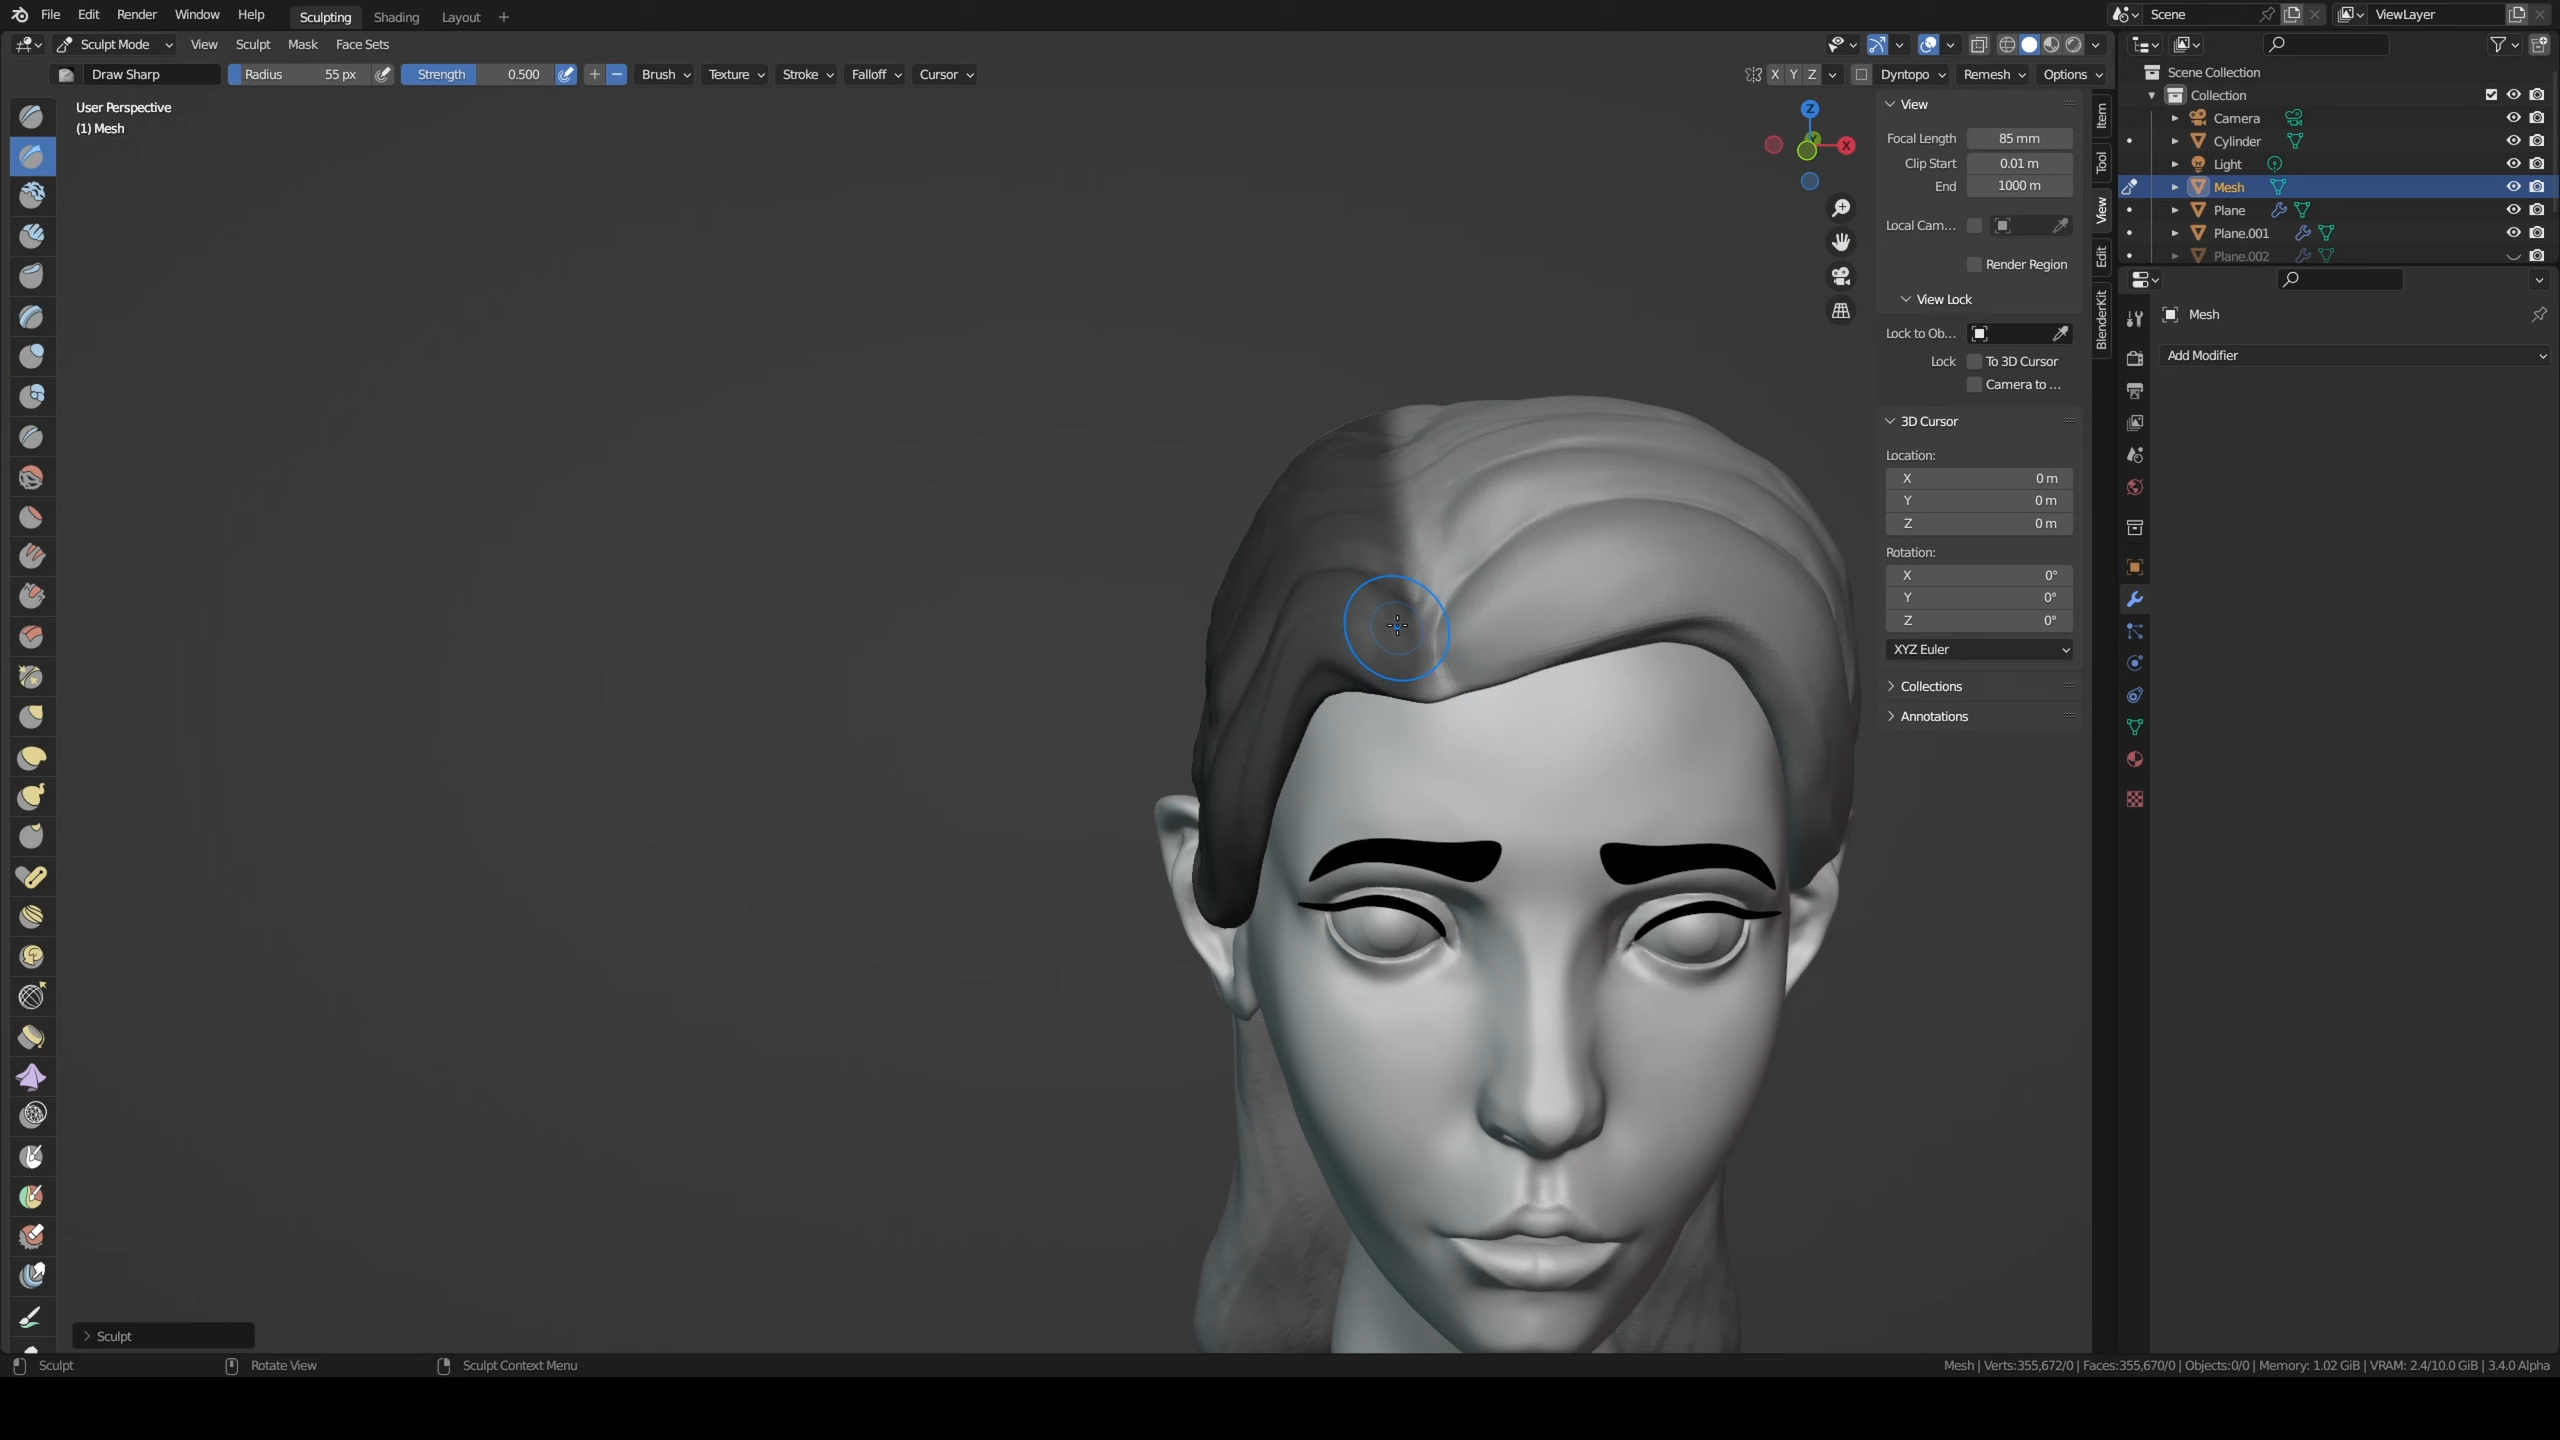 File Edit Render Window Help Sculpting Shading Layout + Scene ViewLayer
Sculpt Mode View Sculpt Mask Face Sets
Draw Sharp Radius 55 px Strength 0.500 Brush Texture Stroke Falloff Cursor X Y Z Dyntopo Remesh Options
User Perspective
(1) Mesh
Z
X
View
Focal Length 85 mm
Clip Start 0.01 m
End 1000 m
Local Cam...
Render Region
View Lock
Lock to Ob...
Lock To 3D Cursor
Camera to ...
3D Cursor
Location:
X 0 m
Y 0 m
Z 0 m
Rotation:
X 0°
Y 0°
Z 0°
XYZ Euler
Collections
Annotations
Item
Tool
View
Edit
BlenderKit
Scene Collection
Collection
Camera
Cylinder
Light
Mesh
Plane
Plane.001
Plane.002
Mesh
Add Modifier
Sculpt
Sculpt Rotate View Sculpt Context Menu
Mesh | Verts:355,672/0 | Faces:355,670/0 | Objects:0/0 | Memory: 1.02 GiB | VRAM: 2.4/10.0 GiB | 3.4.0 Alpha